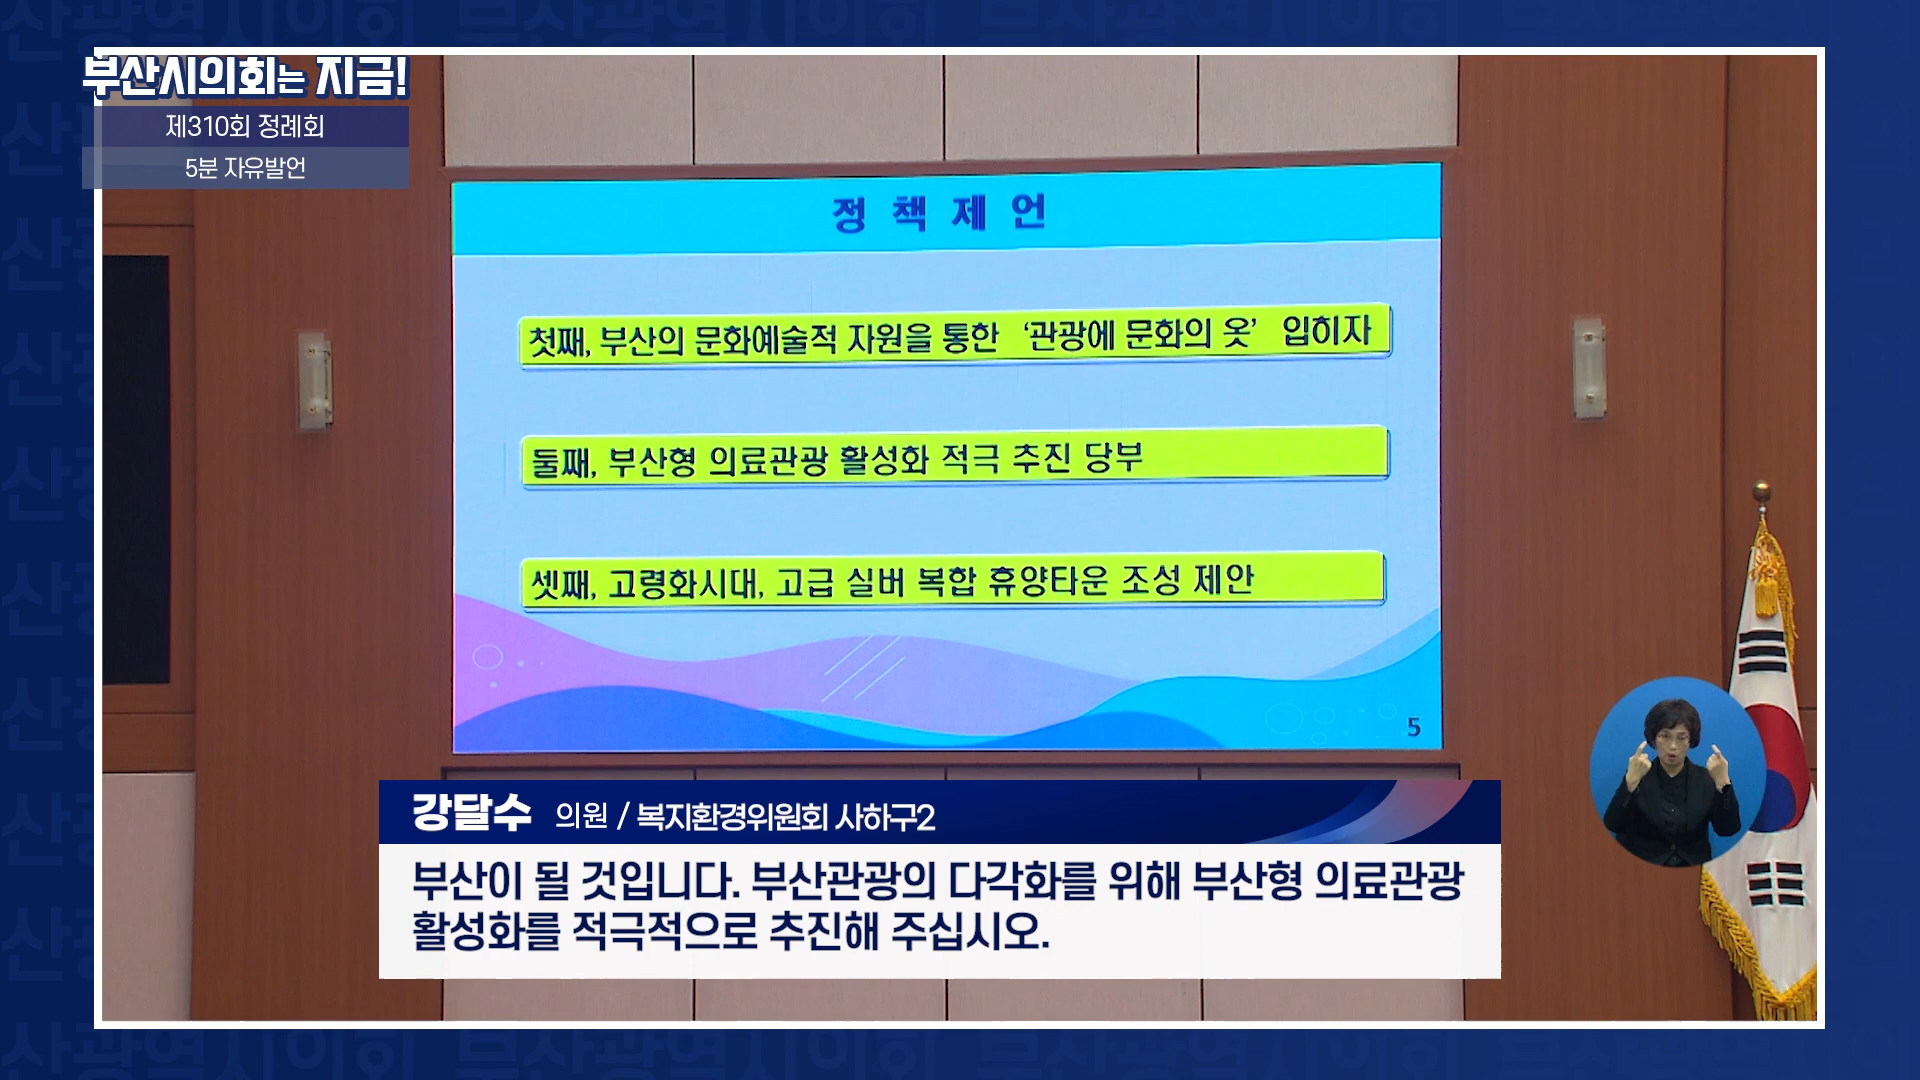 부산시의회는 지금!
제310회 정례회
5분 자유발언
정책제언
첫째, 부산의 문화예술적 자원을 통한 ‘관광에 문화의 옷’ 입히자
둘째, 부산형 의료관광 활성화 적극 추진 당부
셋째, 고령화시대, 고급 실버 복합 휴양타운 조성 제안
5
강달수 의원 / 복지환경위원회 사하구2
부산이 될 것입니다. 부산관광의 다각화를 위해 부산형 의료관광
활성화를 적극적으로 추진해 주십시오.